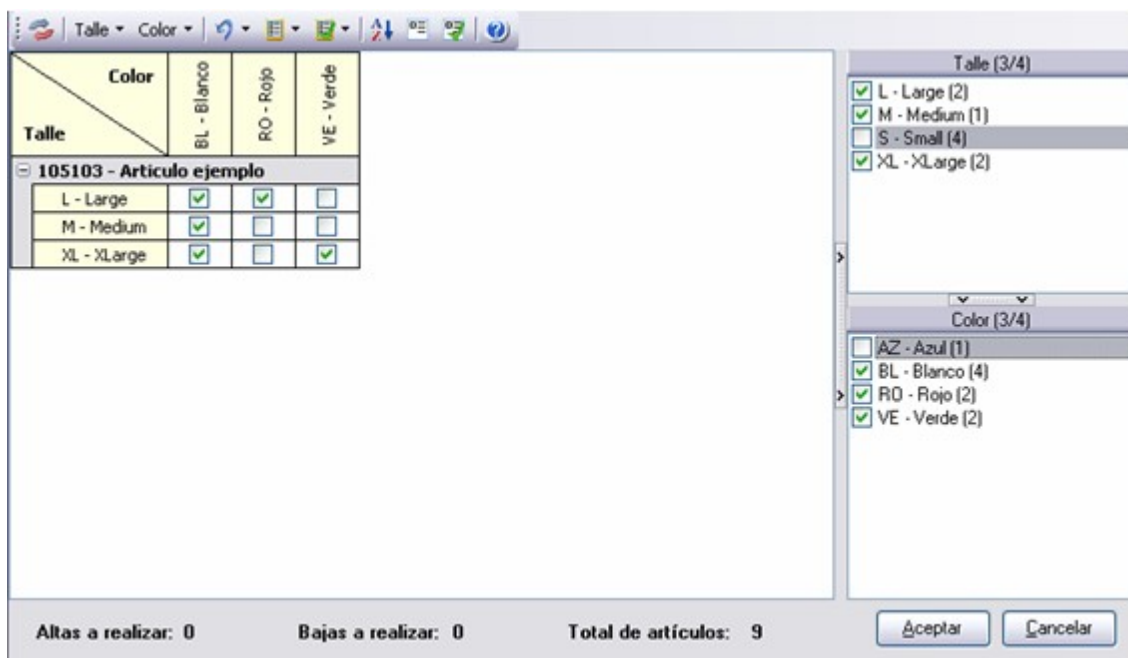 Talle Color
Color
Talle
BL - Blanco
RO - Rojo
VE - Verde
105103 - Articulo ejemplo
L - Large
M - Medium
XL - XLarge
Talle (3/4)
L - Large (2)
M - Medium (1)
S - Small (4)
XL - XLarge (2)
Color (3/4)
AZ - Azul (1)
BL - Blanco (4)
RO - Rojo (2)
VE - Verde (2)
Altas a realizar: 0 Bajas a realizar: 0 Total de artículos: 9 Aceptar Cancelar